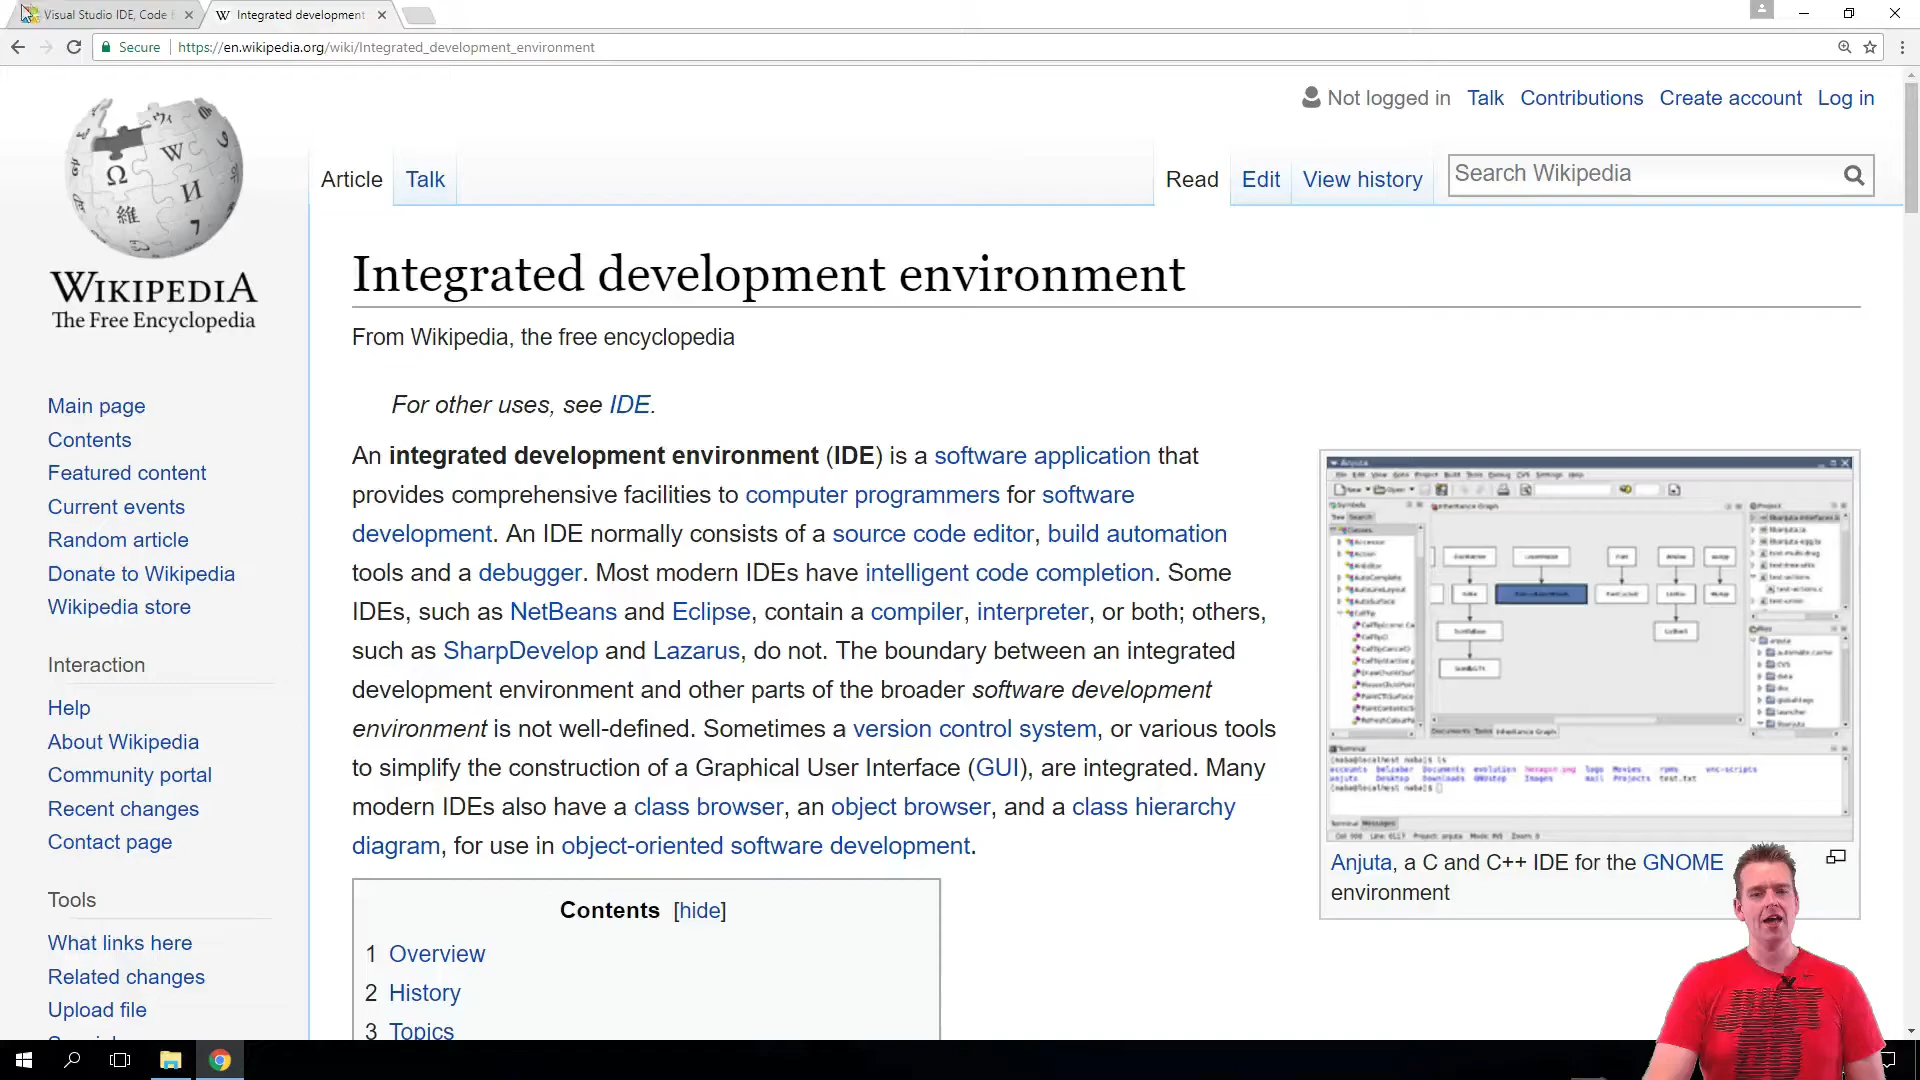 Visual Studio IDE, Code
Integrated development
Secure
https://en.wikipedia.org/wiki/Integrated_development_environment
Not logged in Talk Contributions Create account Log in
Article Talk
Read Edit View history
Search Wikipedia
WIKIPEDIA
The Free Encyclopedia
Main page
Contents
Featured content
Current events
Random article
Donate to Wikipedia
Wikipedia store
Interaction
Help
About Wikipedia
Community portal
Recent changes
Contact page
Tools
What links here
Related changes
Upload file
Integrated development environment
From Wikipedia, the free encyclopedia
For other uses, see IDE.
An integrated development environment (IDE) is a software application that
provides comprehensive facilities to computer programmers for software
development. An IDE normally consists of a source code editor, build automation
tools and a debugger. Most modern IDEs have intelligent code completion. Some
IDEs, such as NetBeans and Eclipse, contain a compiler, interpreter, or both; others,
such as SharpDevelop and Lazarus, do not. The boundary between an integrated
development environment and other parts of the broader software development
environment is not well-defined. Sometimes a version control system, or various tools
to simplify the construction of a Graphical User Interface (GUI), are integrated. Many
modern IDEs also have a class browser, an object browser, and a class hierarchy
diagram, for use in object-oriented software development.
Contents [hide]
1 Overview
2 History
3 Topics
Anjuta, a C and C++ IDE for the GNOME
environment